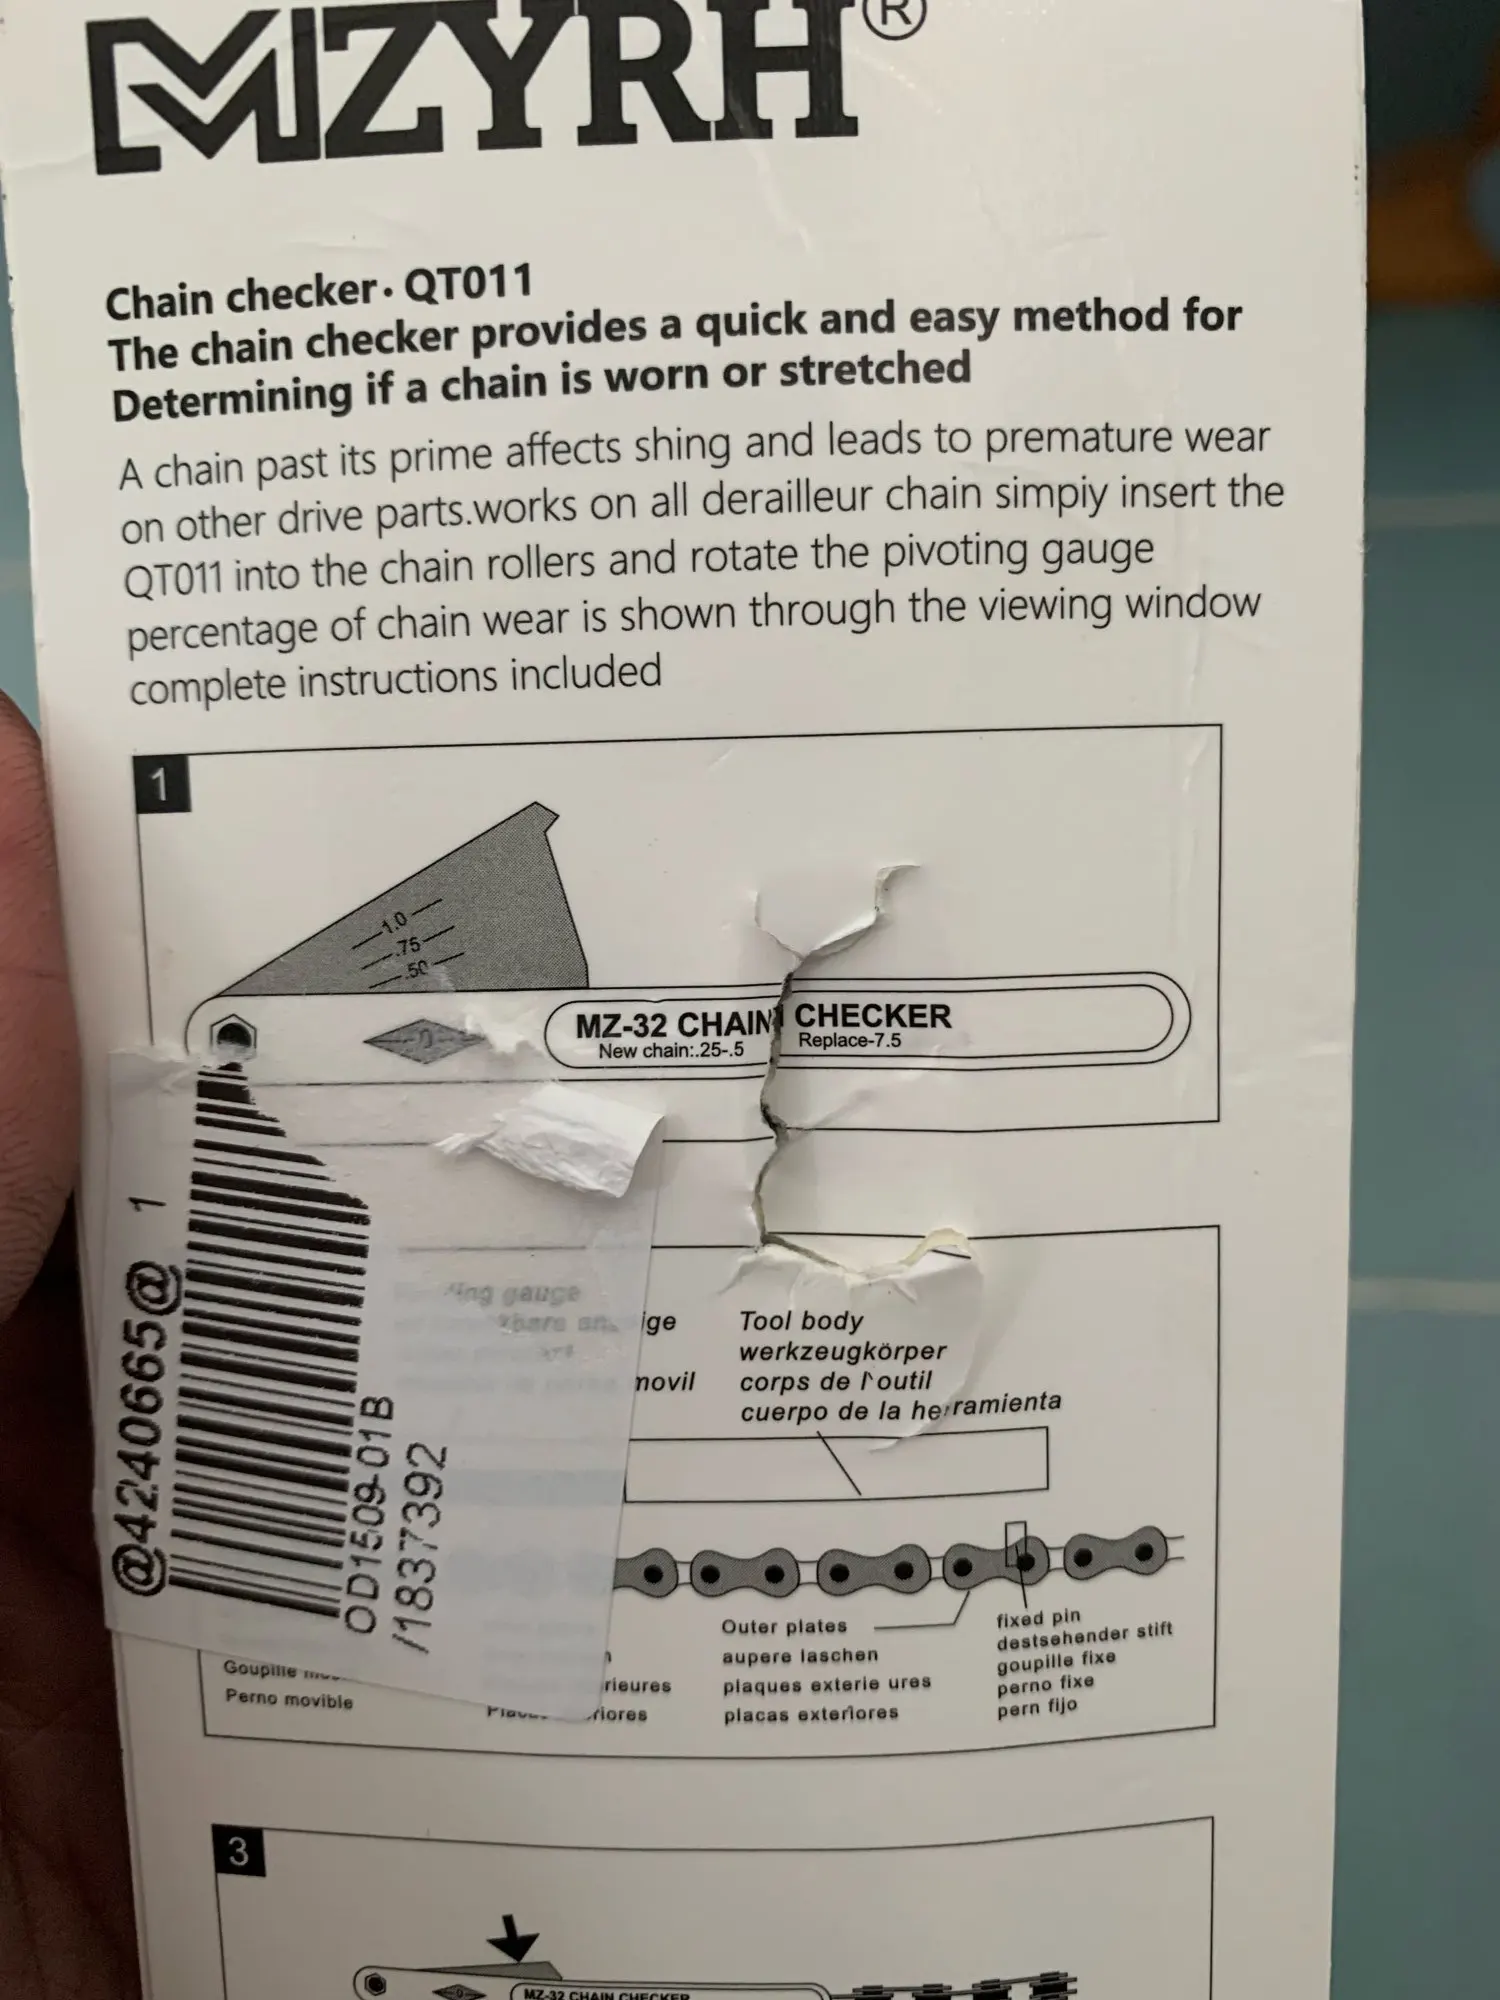 MZYRH®
Chain checker· QT011
The chain checker provides a quick and easy method for
Determining if a chain is worn or stretched
A chain past its prime affects shing and leads to premature wear
on other drive parts.works on all derailleur chain simpiy insert the
QT011 into the chain rollers and rotate the pivoting gauge
percentage of chain wear is shown through the viewing window
complete instructions included
1
1.0
.75
.50
MZ-32 CHAIN CHECKER
New chain:.25-.5 Replace-7.5
@4240665@ 1
OD1509-01B
/1837392
gauge
Tool body
werkzeugkörper
movil corps de l'outil
cuerpo de la herramienta
Outer plates
aupere laschen
plaques exterie ures
placas exteriores
fixed pin
destsehender stift
goupille fixe
perno fixe
pern fijo
Goupille
Perno movible
3
MZ-32 CHAIN CHECKER